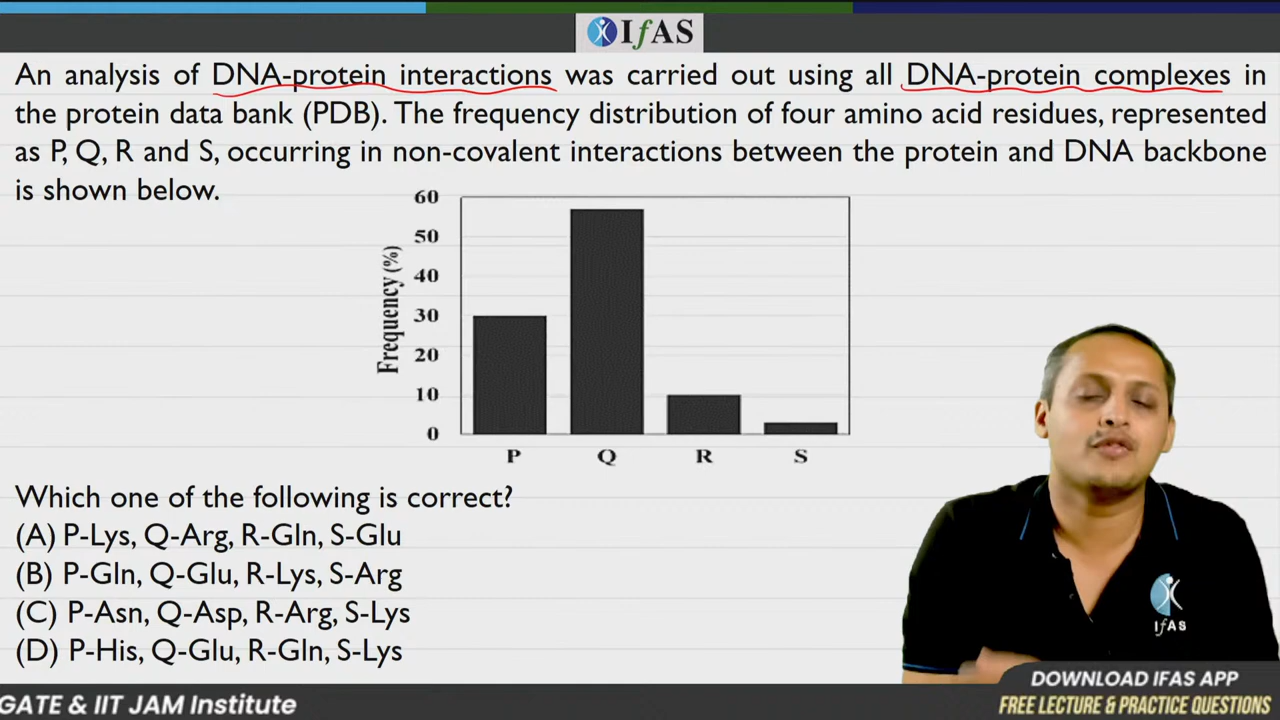 IfAS
An analysis of DNA-protein interactions was carried out using all DNA-protein complexes in
the protein data bank (PDB). The frequency distribution of four amino acid residues, represented
as P, Q, R and S, occurring in non-covalent interactions between the protein and DNA backbone
is shown below.
60
50
40
30
20
10
0
Frequency (%)
P Q R S
Which one of the following is correct?
(A) P-Lys, Q-Arg, R-Gln, S-Glu
(B) P-Gln, Q-Glu, R-Lys, S-Arg
(C) P-Asn, Q-Asp, R-Arg, S-Lys
(D) P-His, Q-Glu, R-Gln, S-Lys
IfAS
DOWNLOAD IFAS APP
FREE LECTURE & PRACTICE QUESTIONS
GATE & IIT JAM Institute